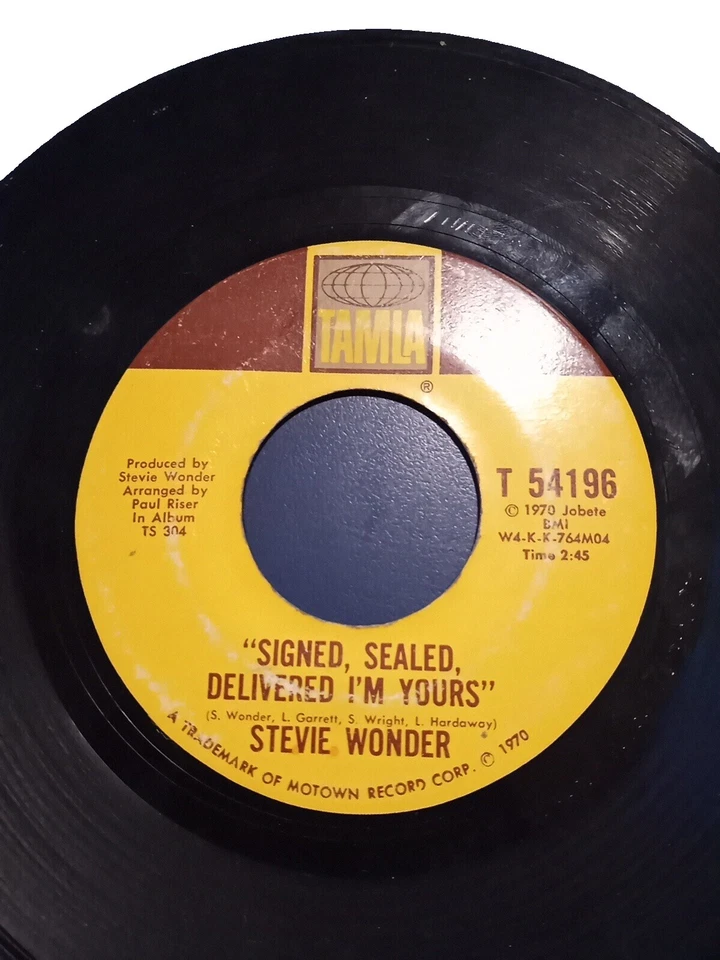 TAMLA
®
Produced by
Stevie Wonder
Arranged by
Paul Riser
In Album
TS 304
T 54196
© 1970 Jobete
BMI
W4-K-K-764M04
Time 2:45
"SIGNED, SEALED,
DELIVERED I'M YOURS"
(S. Wonder, L. Garrett, S. Wright, L. Hardaway)
STEVIE WONDER
A TRADEMARK OF MOTOWN RECORD CORP. © 1970